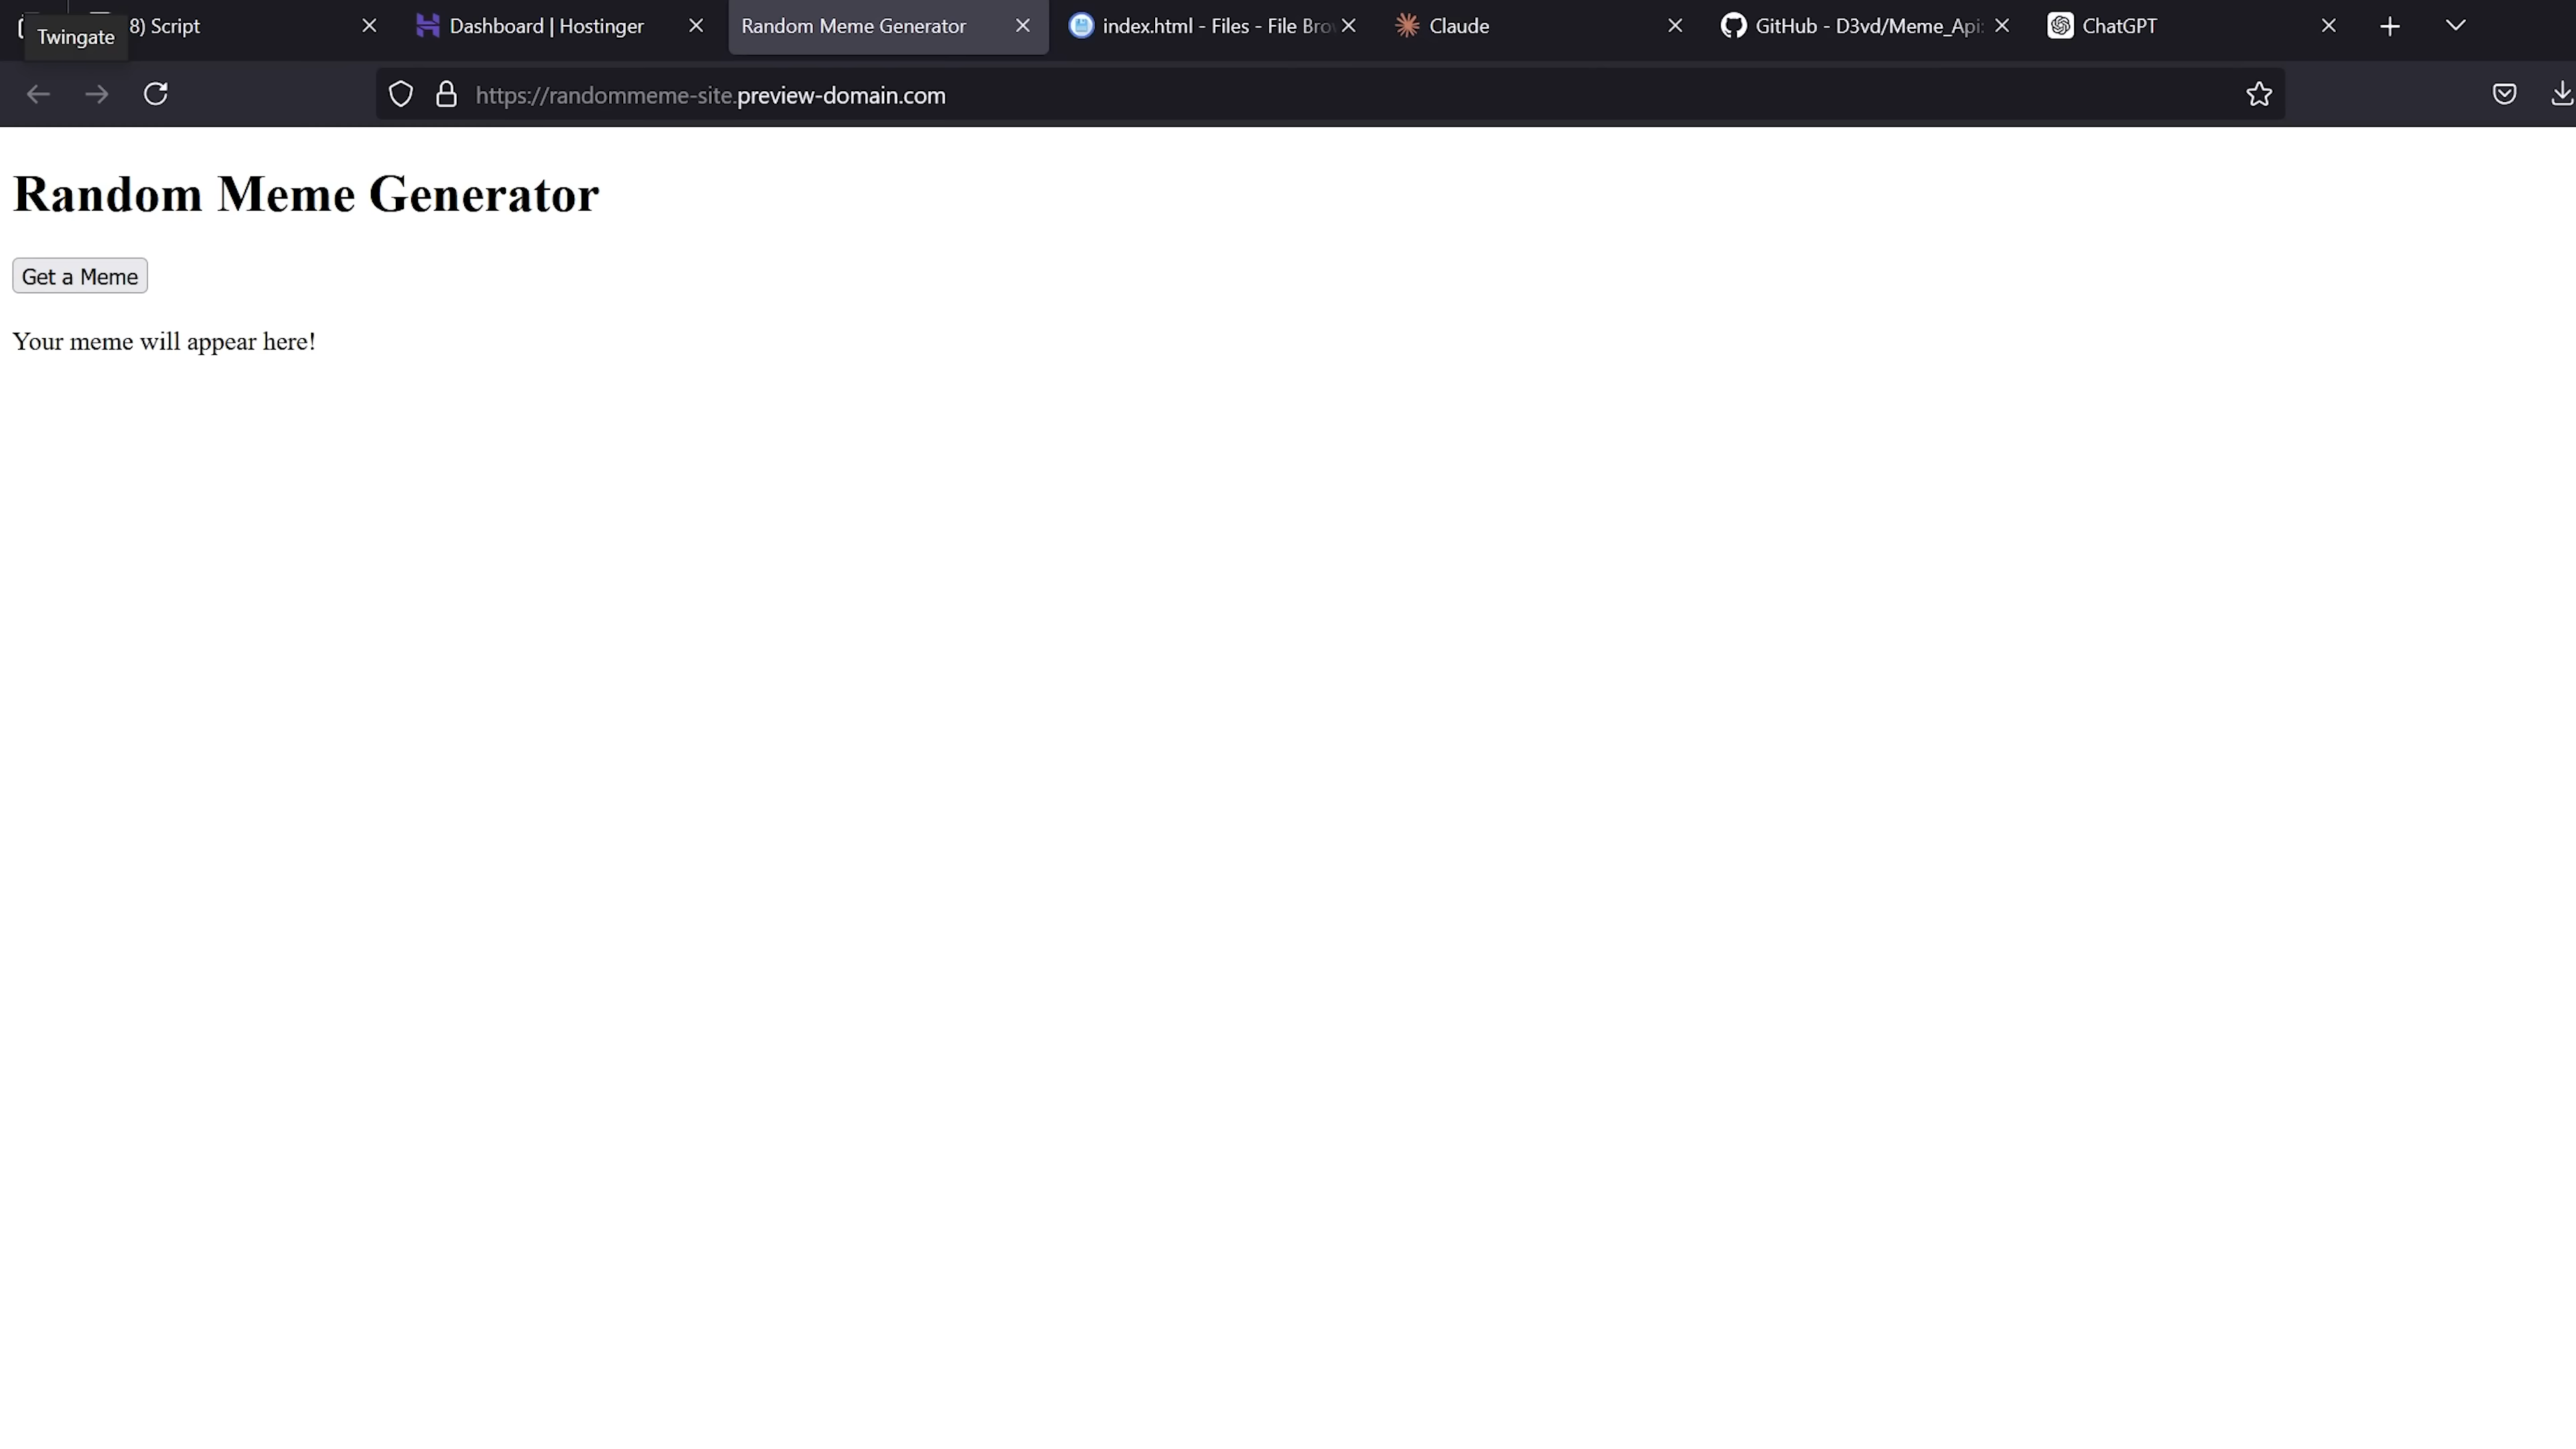 Twingate
8) Script
Dashboard | Hostinger
Random Meme Generator
index.html - Files - File Bro
Claude
GitHub - D3vd/Meme_Api:
ChatGPT
https://randommeme-site.preview-domain.com
Random Meme Generator
Get a Meme
Your meme will appear here!